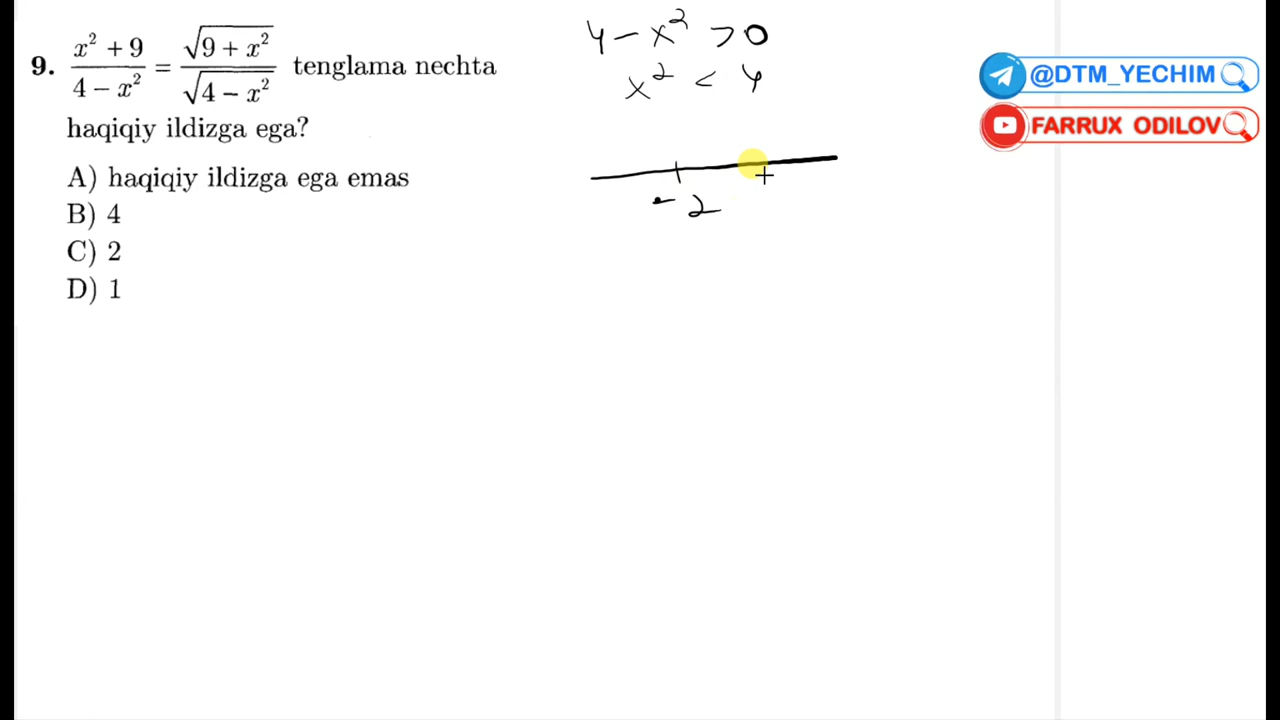 9. \frac{x^2 + 9}{4 - x^2} = \frac{\sqrt{9 + x^2}}{\sqrt{4 - x^2}} tenglama nechta
haqiqiy ildizga ega?
A) haqiqiy ildizga ega emas
B) 4
C) 2
D) 1
4 - x² > 0
x² < 4
-2
@DTM_YECHIM
FARRUX ODILOV